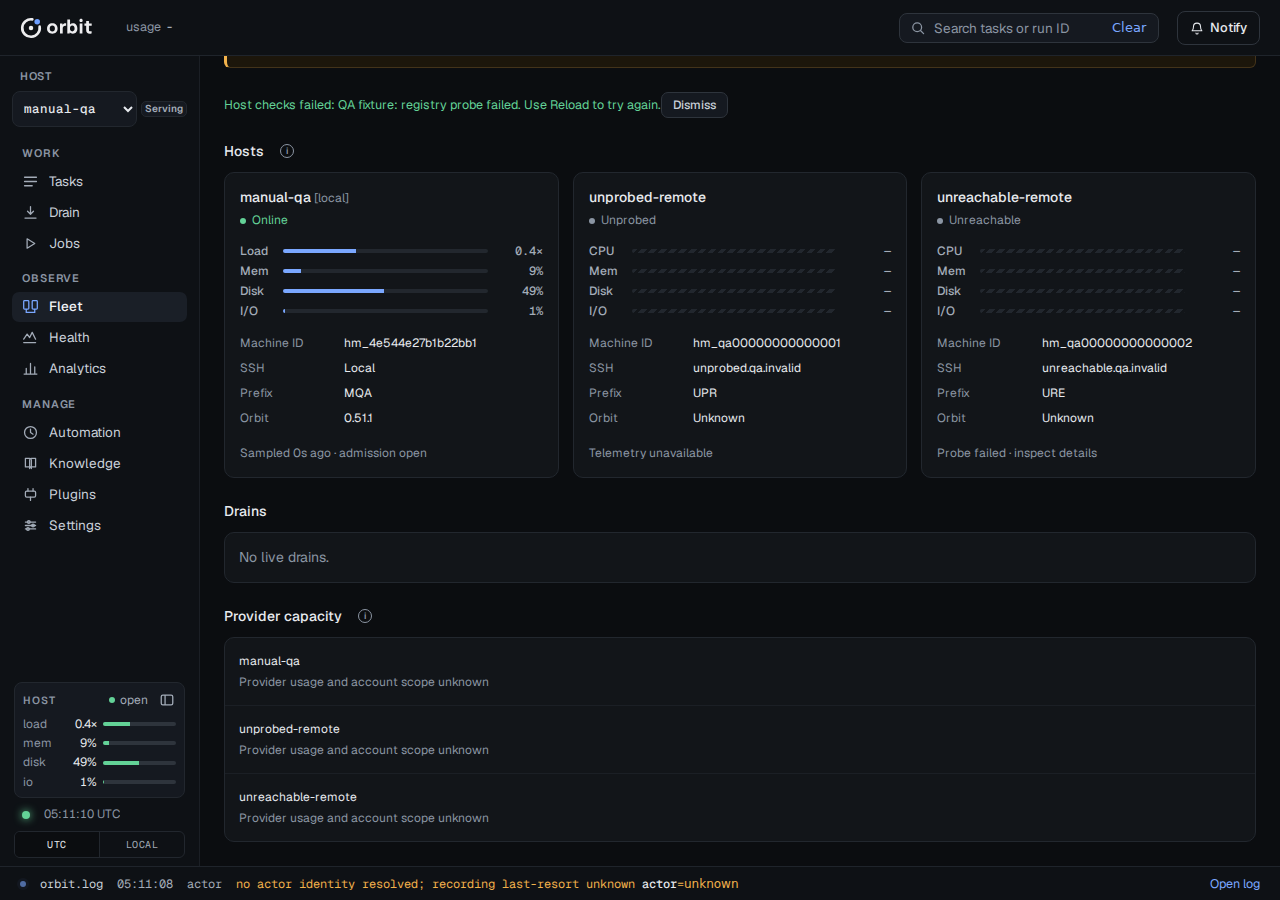 orbit
usage –
Search tasks or run ID
Clear
Notify
HOST
manual-qa
Serving
WORK
Tasks
Drain
Jobs
OBSERVE
Fleet
Health
Analytics
MANAGE
Automation
Knowledge
Plugins
Settings
HOST
open
load 0.4×
mem 9%
disk 49%
io 1%
05:11:10 UTC
UTC
LOCAL
Host checks failed: QA fixture: registry probe failed. Use Reload to try again.
Dismiss
Hosts
manual-qa [local]
Online
Load 0.4×
Mem 9%
Disk 49%
I/O 1%
Machine ID hm_4e544e27b1b22bb1
SSH Local
Prefix MQA
Orbit 0.51.1
Sampled 0s ago · admission open
unprobed-remote
Unprobed
CPU –
Mem –
Disk –
I/O –
Machine ID hm_qa00000000000001
SSH unprobed.qa.invalid
Prefix UPR
Orbit Unknown
Telemetry unavailable
unreachable-remote
Unreachable
CPU –
Mem –
Disk –
I/O –
Machine ID hm_qa00000000000002
SSH unreachable.qa.invalid
Prefix URE
Orbit Unknown
Probe failed · inspect details
Drains
No live drains.
Provider capacity
manual-qa
Provider usage and account scope unknown
unprobed-remote
Provider usage and account scope unknown
unreachable-remote
Provider usage and account scope unknown
orbit.log 05:11:08 actor no actor identity resolved; recording last-resort unknown actor=unknown
Open log